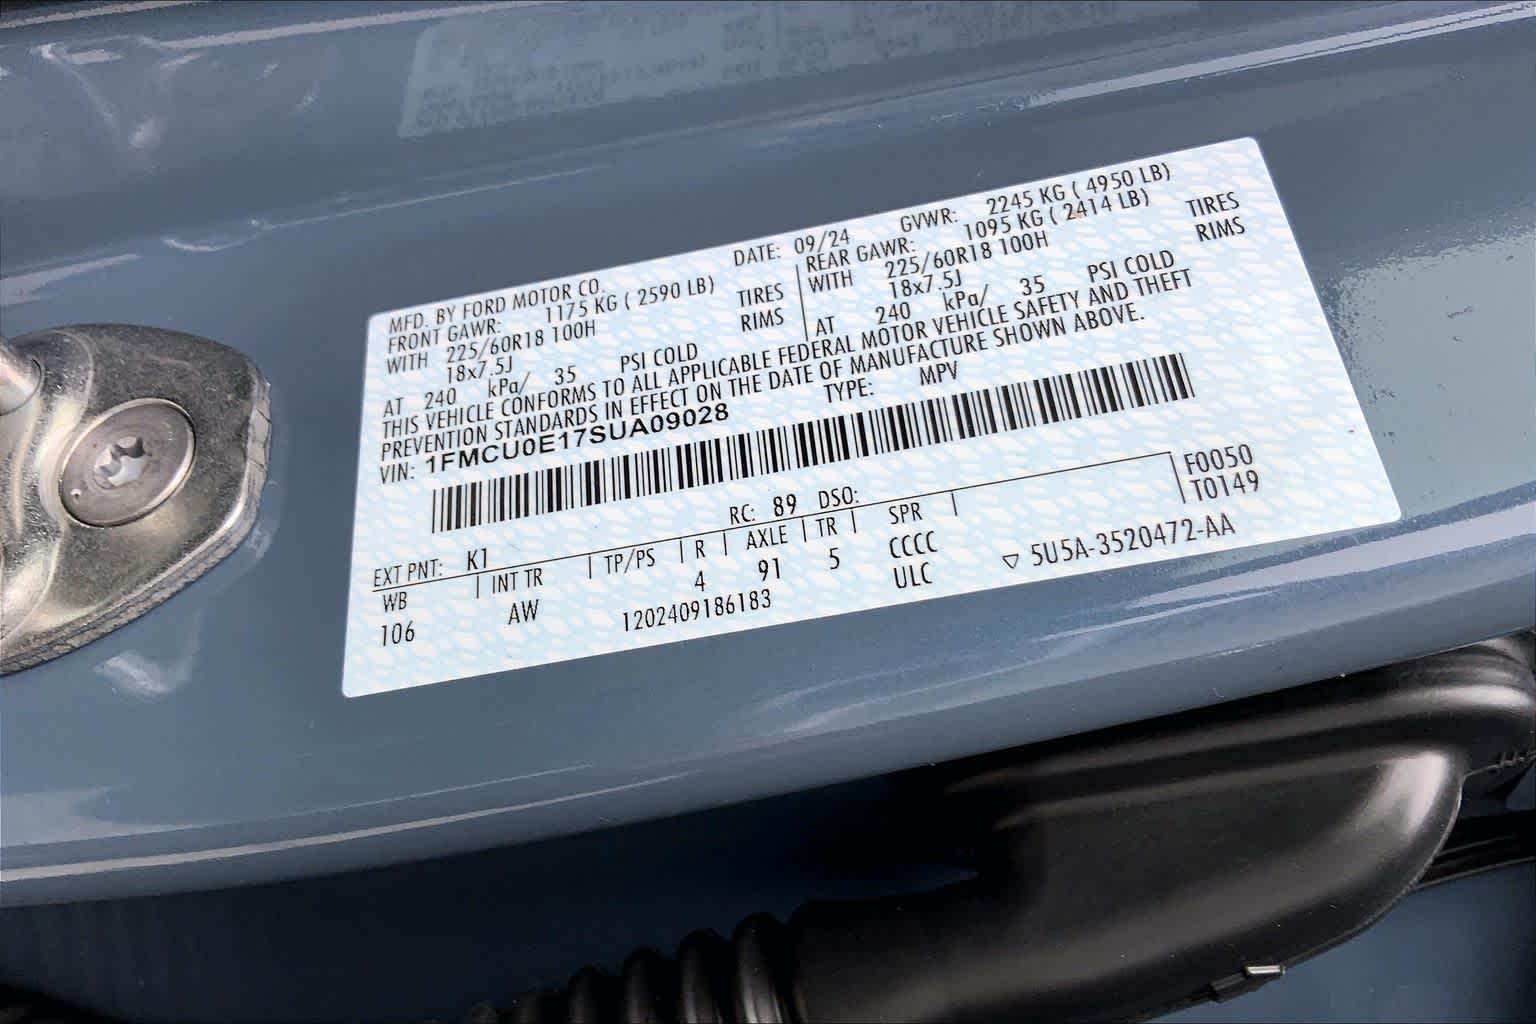 MFD. BY FORD MOTOR CO. DATE: 09/24 GVWR: 2245 KG ( 4950 LB)
FRONT GAWR: 1175 KG ( 2590 LB) REAR GAWR: 1095 KG ( 2414 LB)
WITH 225/60R18 100H TIRES WITH 225/60R18 100H TIRES
18x7.5J RIMS 18x7.5J RIMS
AT 240 kPa/ 35 PSI COLD AT 240 kPa/ 35 PSI COLD
THIS VEHICLE CONFORMS TO ALL APPLICABLE FEDERAL MOTOR VEHICLE SAFETY AND THEFT
PREVENTION STANDARDS IN EFFECT ON THE DATE OF MANUFACTURE SHOWN ABOVE.
VIN: 1FMCU0E17SUA09028 TYPE: MPV
F0050
T0149
EXT PNT: K1 RC: 89 DSO:
WB INT TR TP/PS R AXLE TR SPR
106 AW 4 91 5 CCCC
1202409186183 ULC
▽ 5U5A-3520472-AA